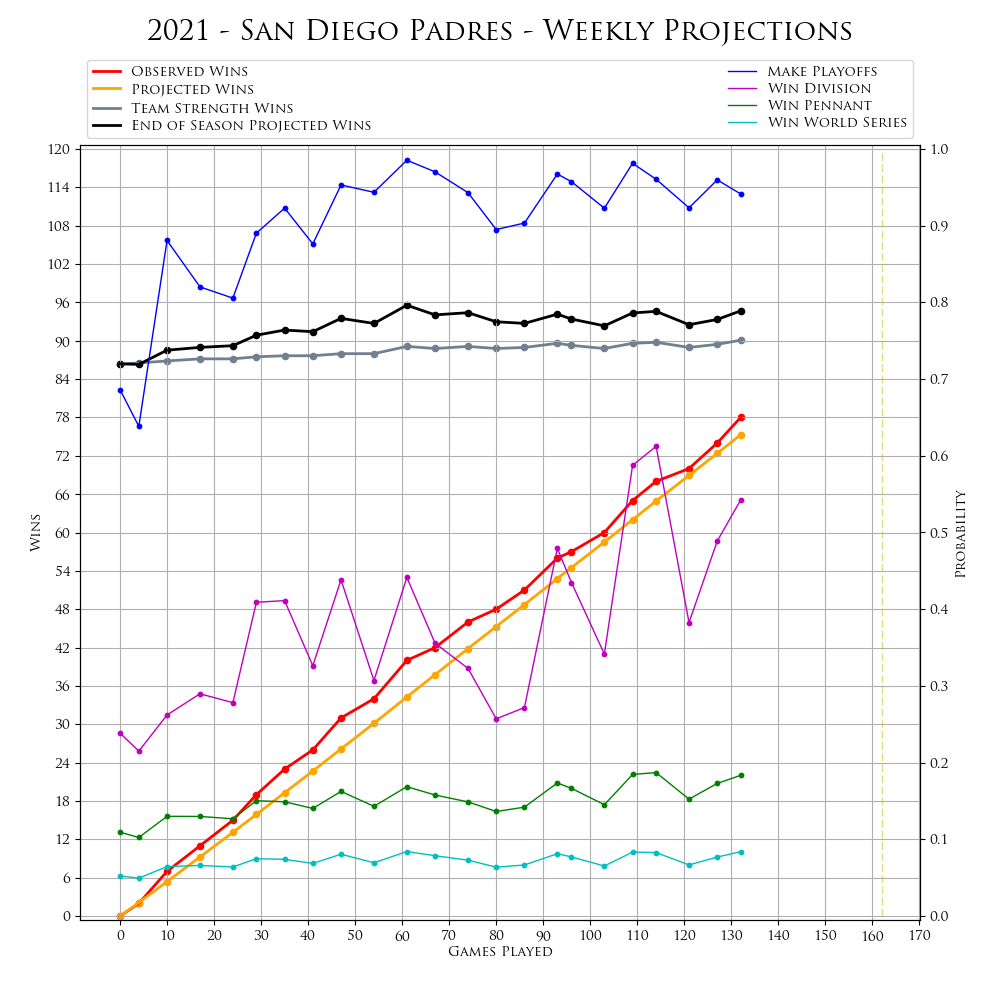 2021 - San Diego Padres - Weekly Projections
Observed Wins
Projected Wins
Team Strength Wins
End of Season Projected Wins
Make Playoffs
Win Division
Win Pennant
Win World Series
120
114
108
102
96
90
84
78
72
66
60
54
48
42
36
30
24
18
12
6
0
Wins
1.0
0.9
0.8
0.7
0.6
0.5
0.4
0.3
0.2
0.1
0.0
Probability
0 10 20 30 40 50 60 70 80 90 100 110 120 130 140 150 160 170
Games Played